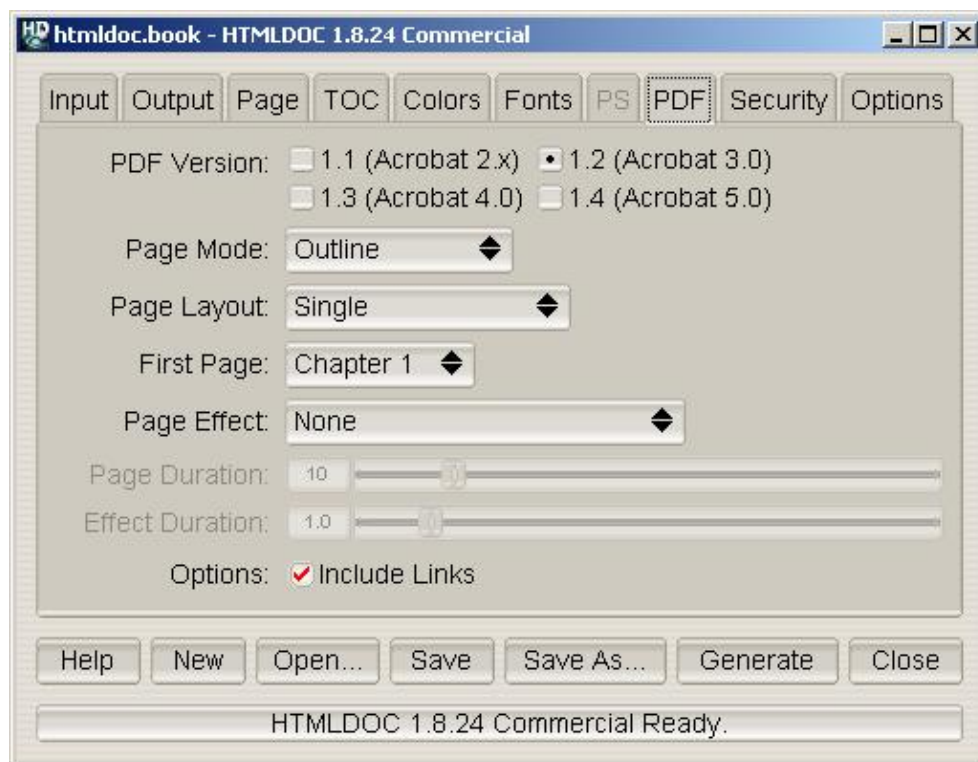 HD htmldoc.book - HTMLDOC 1.8.24 Commercial
Input Output Page TOC Colors Fonts PS PDF Security Options
PDF Version: 1.1 (Acrobat 2.x) 1.2 (Acrobat 3.0)
1.3 (Acrobat 4.0) 1.4 (Acrobat 5.0)
Page Mode: Outline
Page Layout: Single
First Page: Chapter 1
Page Effect: None
Page Duration: 10
Effect Duration: 1.0
Options: Include Links
Help New Open... Save Save As... Generate Close
HTMLDOC 1.8.24 Commercial Ready.